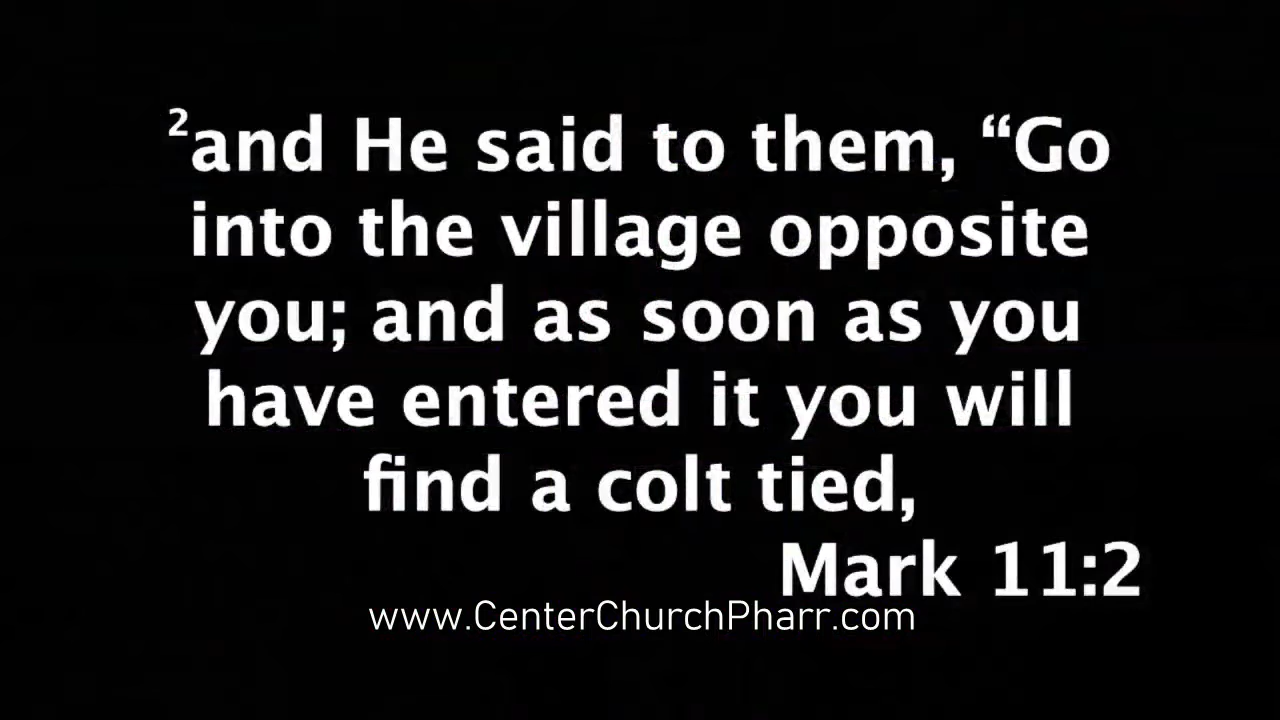 ²and He said to them, “Go
into the village opposite
you; and as soon as you
have entered it you will
find a colt tied,
Mark 11:2
www.CenterChurchPharr.com